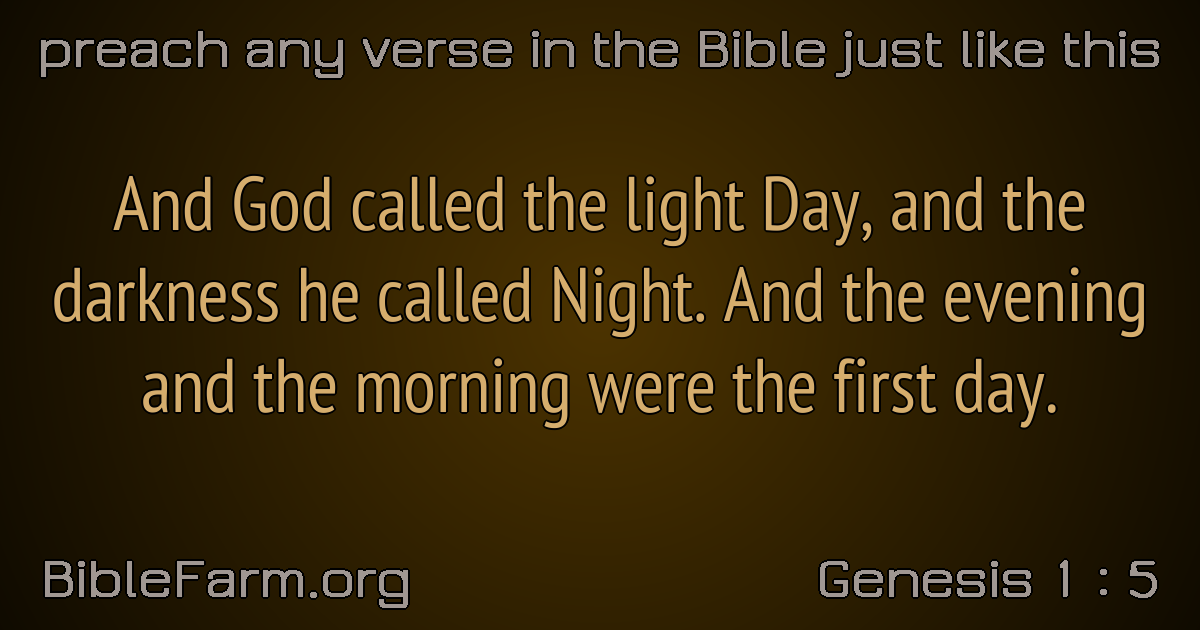 preach any verse in the Bible just like this
And God called the light Day, and the
darkness he called Night. And the evening
and the morning were the first day.
BibleFarm.org
Genesis 1 : 5